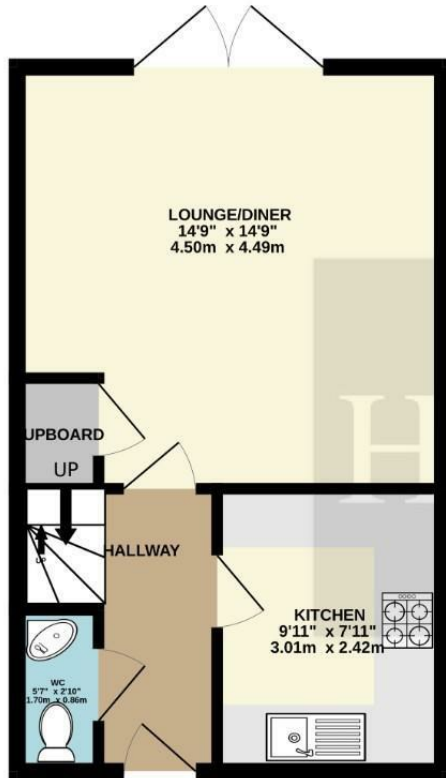 LOUNGE/DINER
14'9" x 14'9"
4.50m x 4.49m
H
UPBOARD
UP
HALLWAY
KITCHEN
9'11" x 7'11"
3.01m x 2.42m
WC
5'7" x 2'10"
1.70m x 0.86m